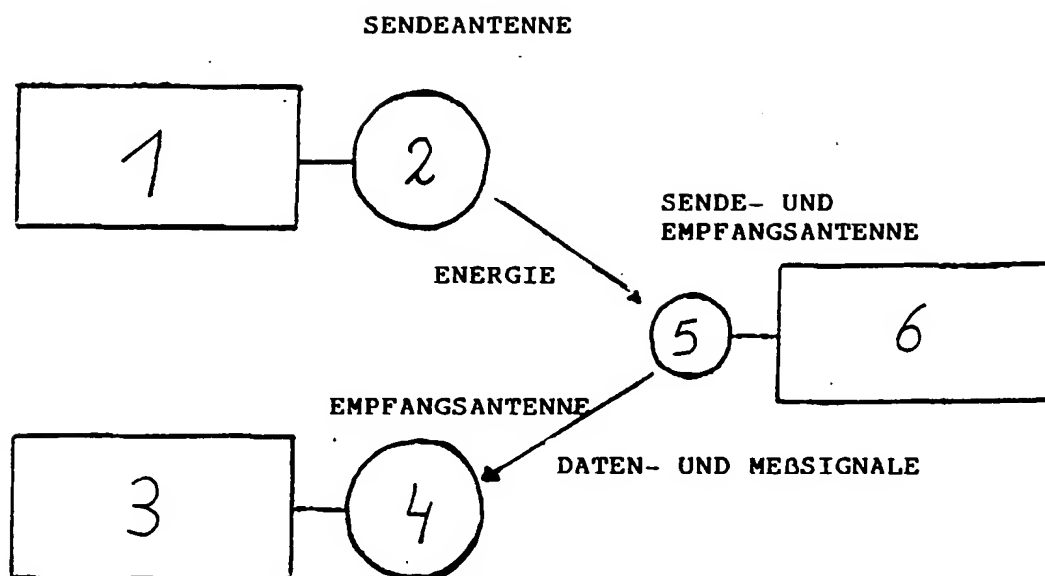 SENDEANTENNE
1
2
SENDE- UND
EMPFANGSANTENNE
ENERGIE
5
6
EMPFANGSANTENNE
DATEN- UND MEßSIGNALE
3
4